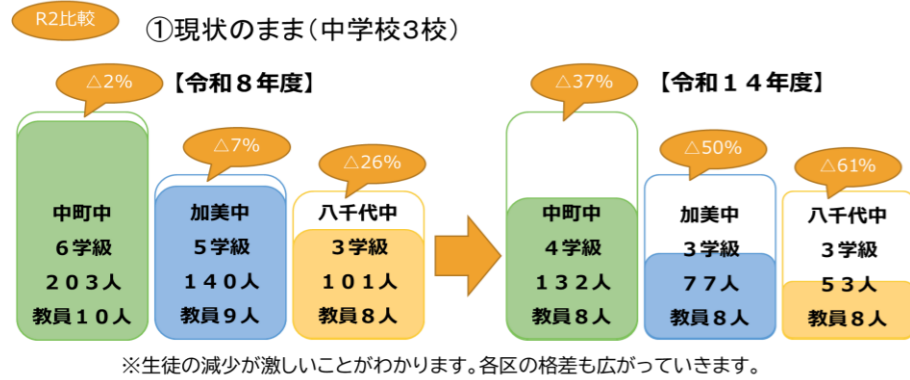 R2比較
①現状のまま（中学校３校）
【令和８年度】
△2%
中町中
６学級
２０３人
教員１０人
△7%
加美中
５学級
１４０人
教員９人
△26%
八千代中
３学級
１０１人
教員８人
【令和１４年度】
△37%
中町中
４学級
１３２人
教員８人
△50%
加美中
３学級
７７人
教員８人
△61%
八千代中
３学級
５３人
教員８人
※生徒の減少が激しいことがわかります。各区の格差も広がっていきます。